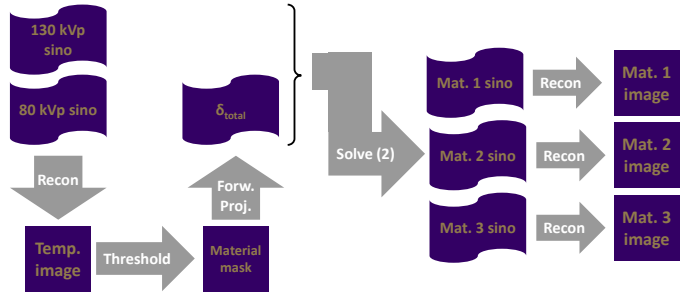 130 kVp
sino
80 kVp sino
δtotal
Recon
Forw.
Proj.
Temp.
image
Threshold
Material
mask
Solve (2)
Mat. 1 sino
Recon
Mat. 1
image
Mat. 2 sino
Recon
Mat. 2
image
Mat. 3 sino
Recon
Mat. 3
image